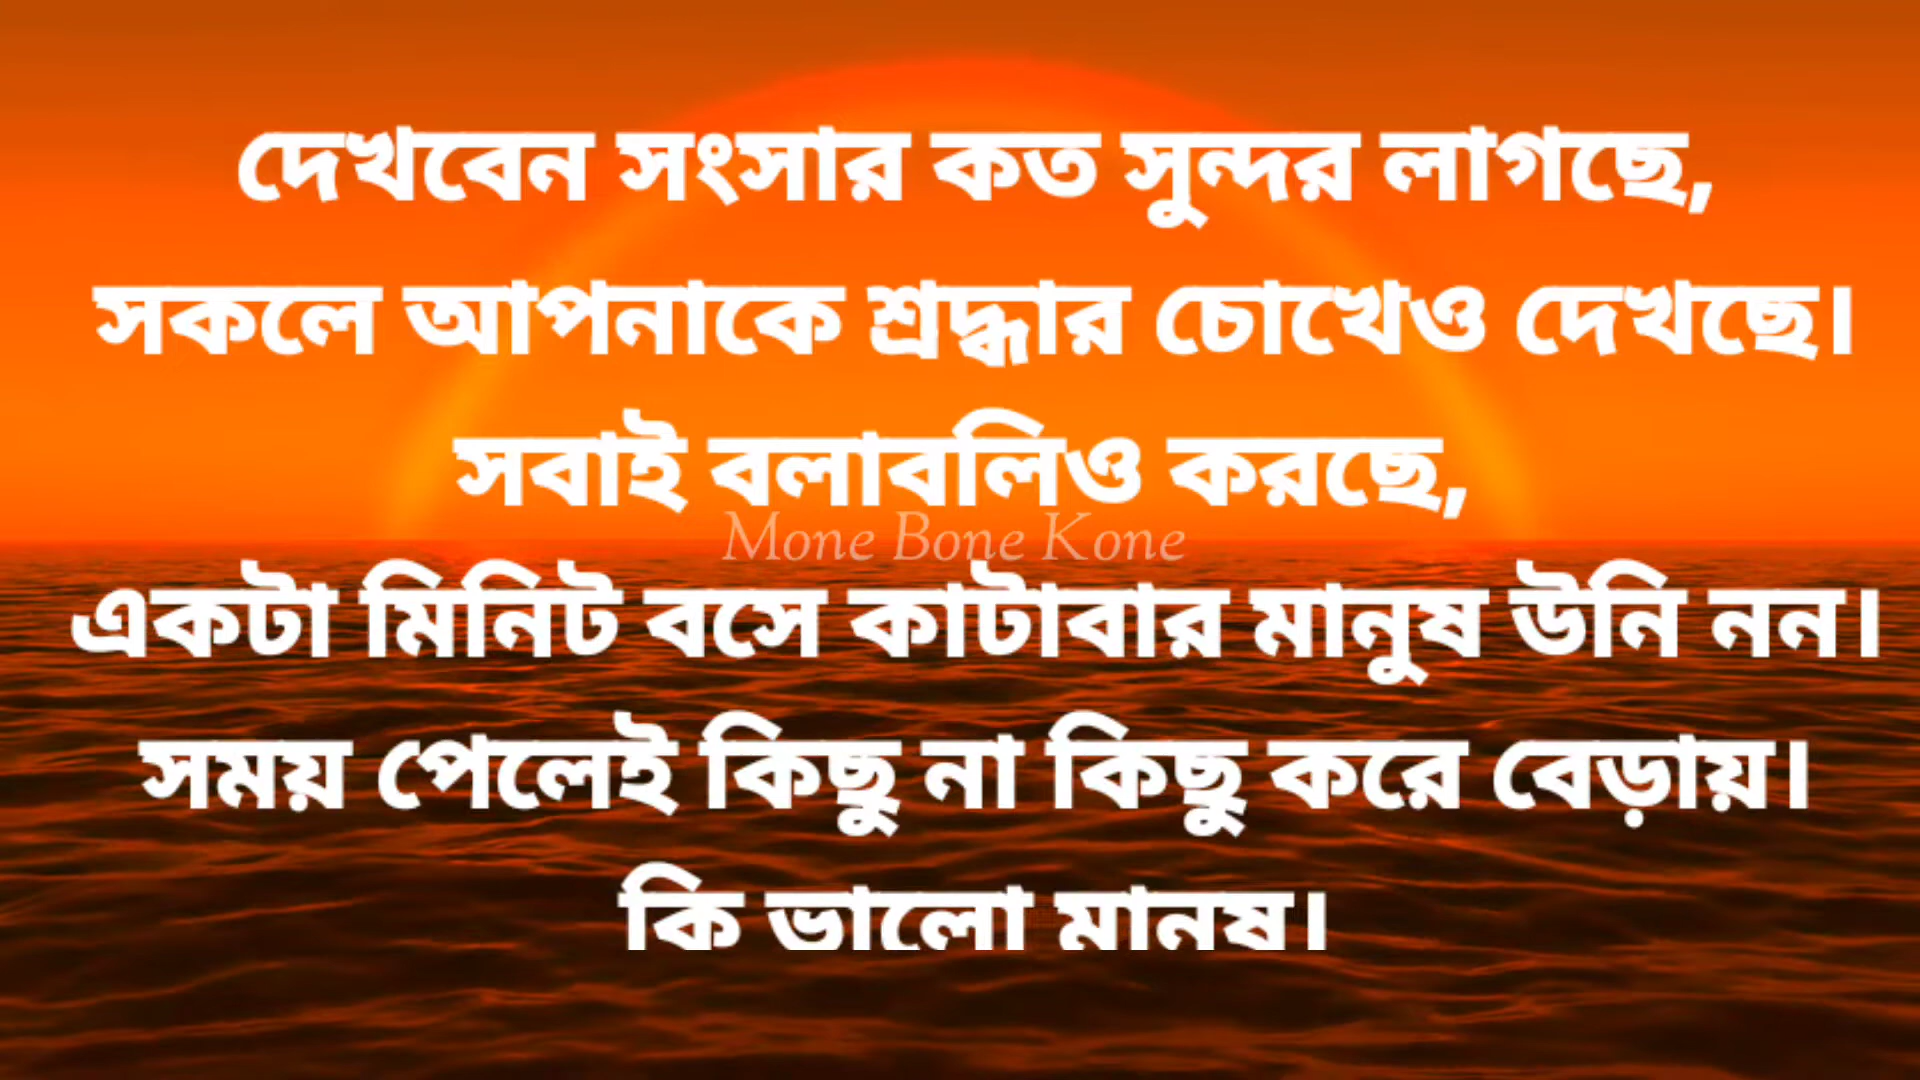 দেখবেন সংসার কত সুন্দর লাগছে,
সকলে আপনাকে শ্রদ্ধার চোখেও দেখছে।
সবাই বলাবলিও করছে,
Mone Bone Kone
একটা মিনিট বসে কাটাবার মানুষ উনি নন।
সময় পেলেই কিছু না কিছু করে বেড়ায়।
কি ভালো মানুষ।